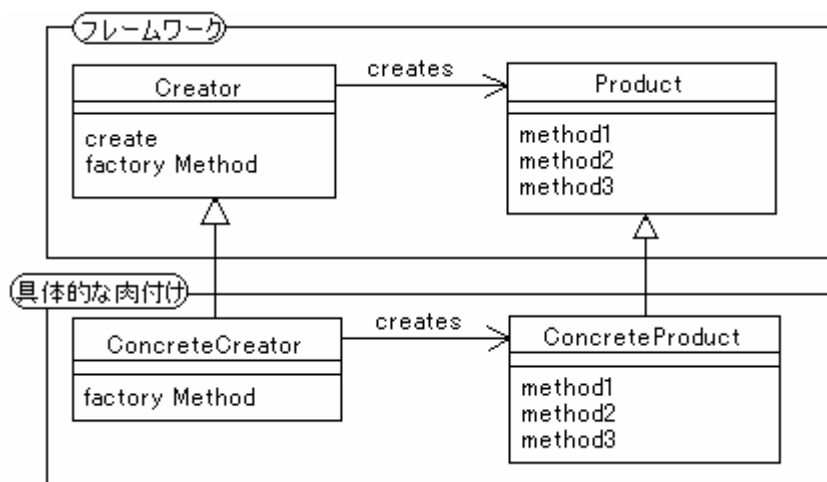 フレームワーク
Creator
create
factory Method
creates
Product
method1
method2
method3
具体的な肉付け
ConcreteCreator
factory Method
creates
ConcreteProduct
method1
method2
method3